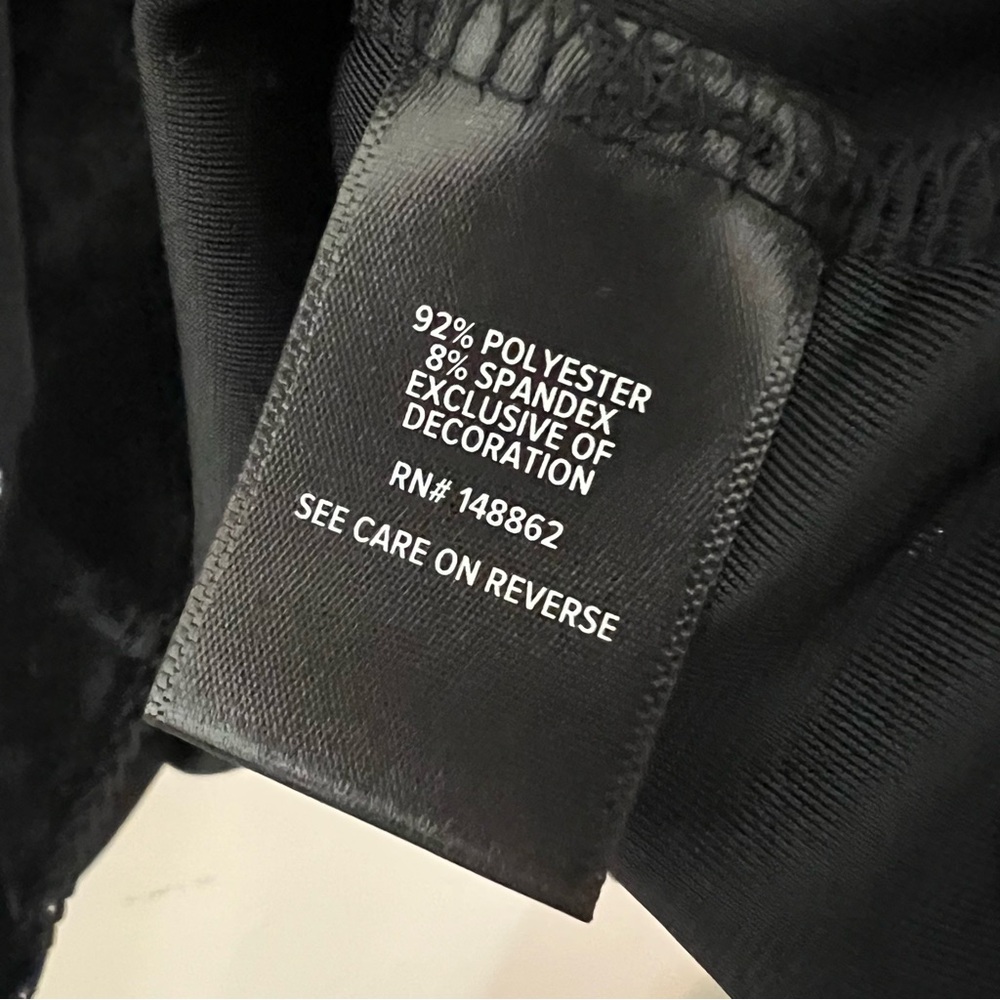 92% POLYESTER
8% SPANDEX
EXCLUSIVE OF
DECORATION
RN# 148862
SEE CARE ON REVERSE